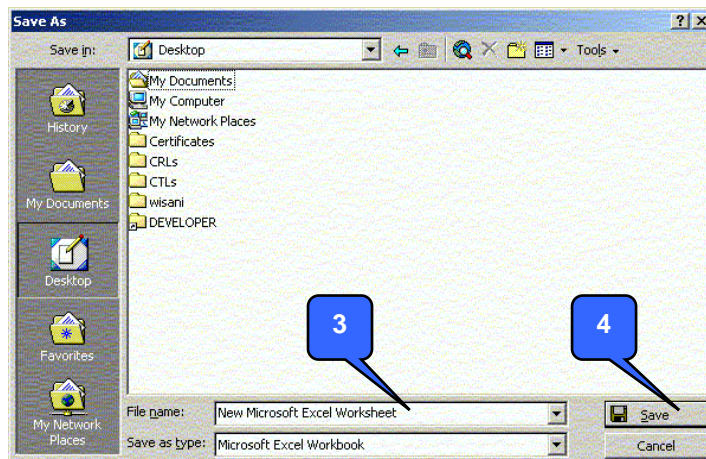 Save As
Save in: Desktop Tools
My Documents
My Computer
My Network Places
Certificates
CRLs
CTLs
wisani
DEVELOPER
History
My Documents
Desktop
Favorites
My Network
Places
3
4
File name: New Microsoft Excel Worksheet Save
Save as type: Microsoft Excel Workbook Cancel